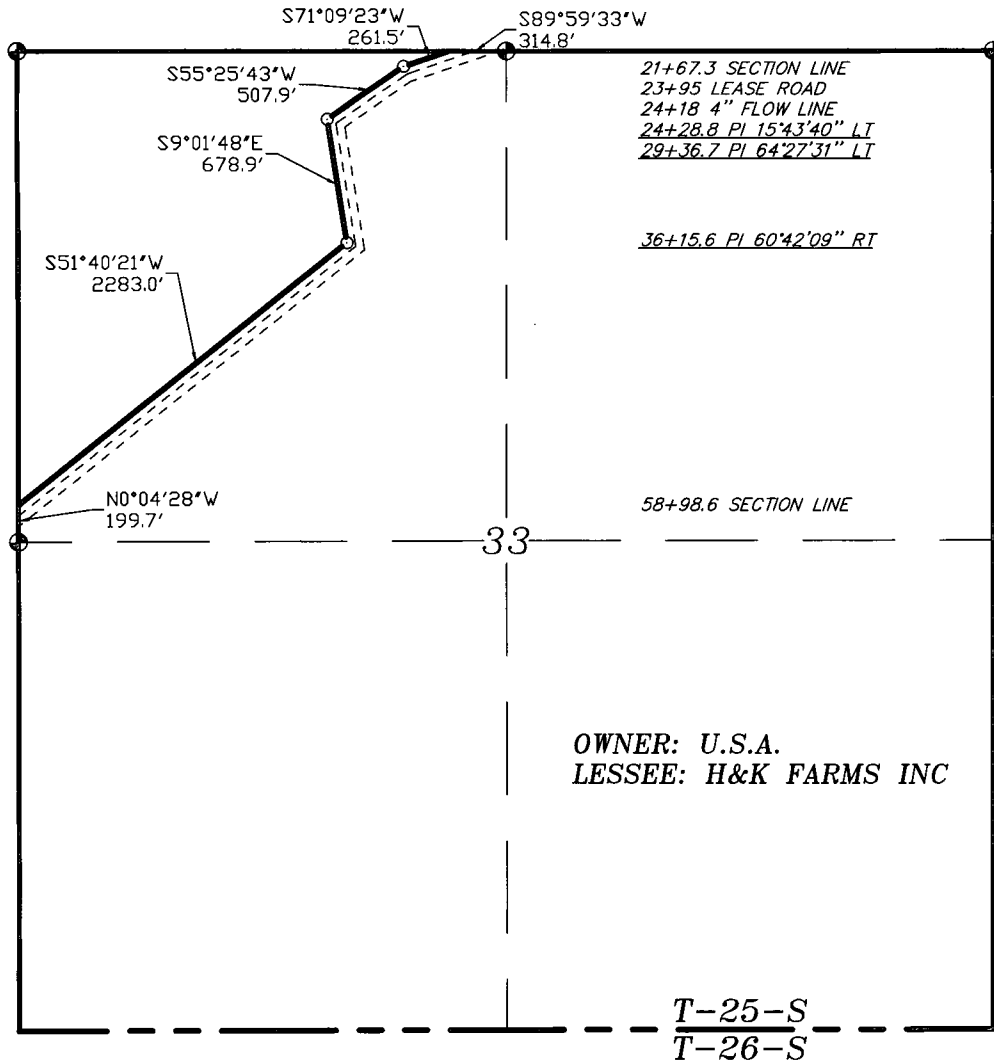 S71°09'23"W
261.5'
S89°59'33"W
314.8'
S55°25'43"W
507.9'
21+67.3 SECTION LINE
23+95 LEASE ROAD
24+18 4" FLOW LINE
24+28.8 PI 15°43'40" LT
29+36.7 PI 64°27'31" LT
S9°01'48"E
678.9'
36+15.6 PI 60°42'09" RT
S51°40'21"W
2283.0'
N0°04'28"W
199.7'
58+98.6 SECTION LINE
33
OWNER: U.S.A.
LESSEE: H&K FARMS INC
T-25-S
T-26-S